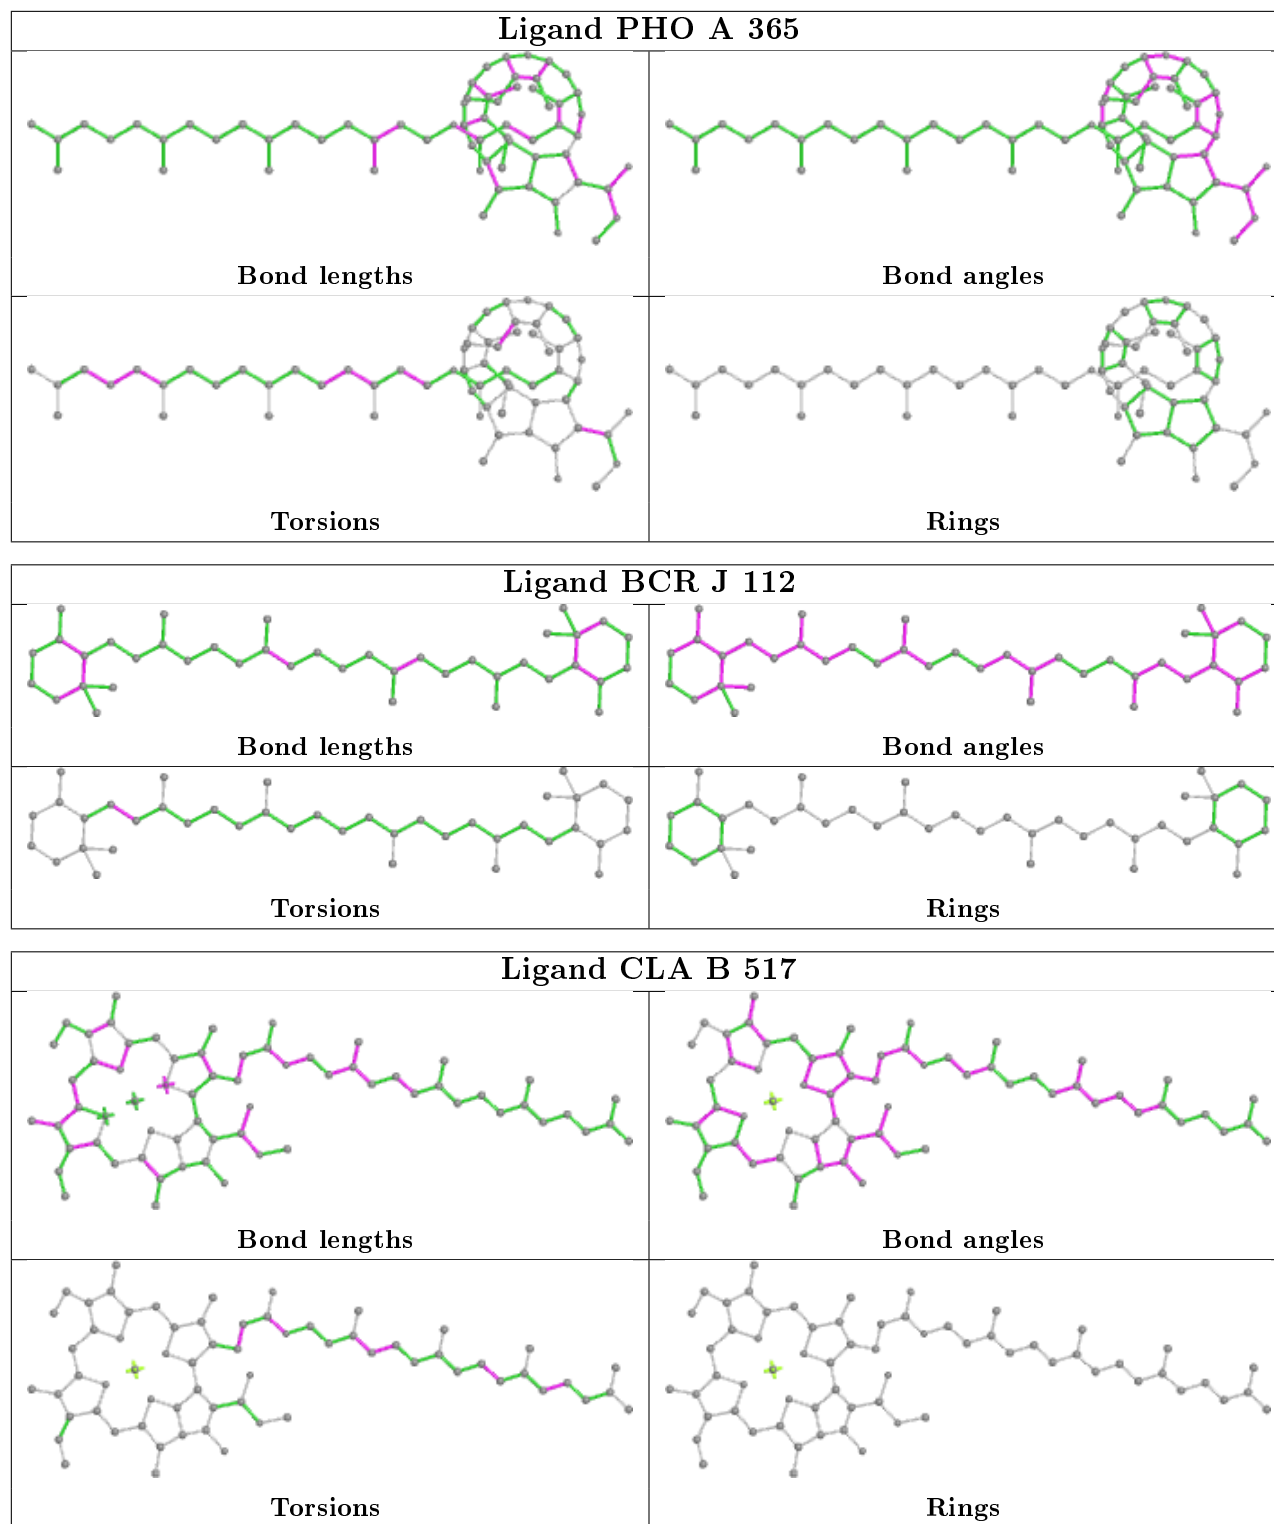 Ligand PHO A 365
Bond lengths
Bond angles
Torsions
Rings
Ligand BCR J 112
Bond lengths
Bond angles
Torsions
Rings
Ligand CLA B 517
Bond lengths
Bond angles
Torsions
Rings